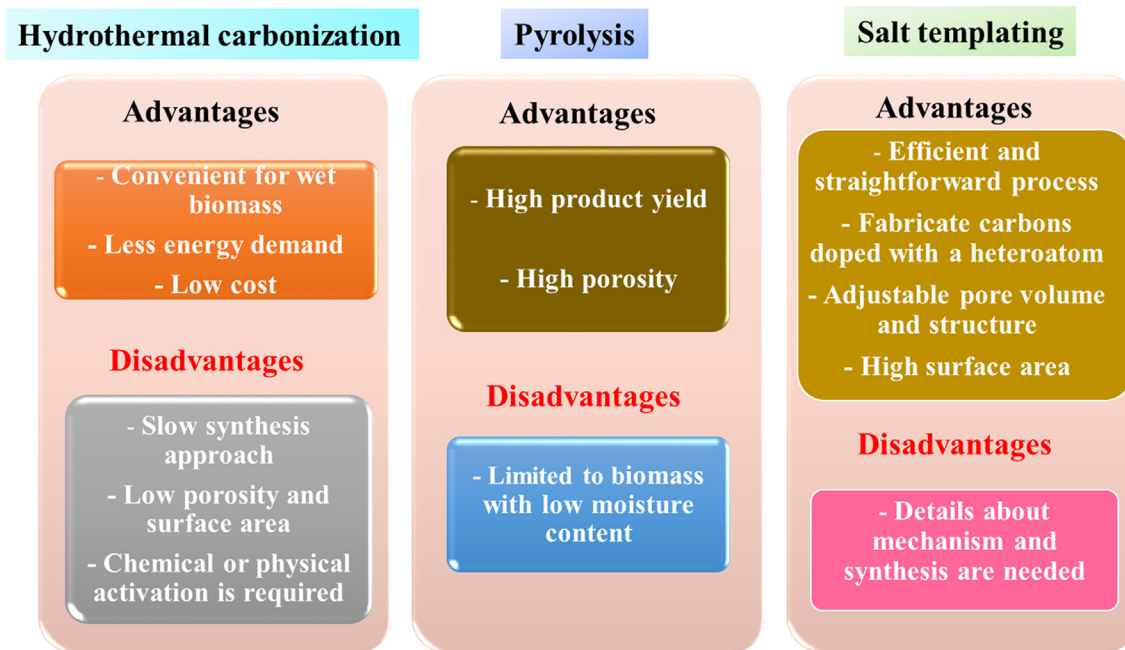 Hydrothermal carbonization
Advantages
- Convenient for wet
biomass
- Less energy demand
- Low cost
Disadvantages
- Slow synthesis
approach
- Low porosity and
surface area
- Chemical or physical
activation is required
Pyrolysis
Advantages
- High product yield
- High porosity
Disadvantages
- Limited to biomass
with low moisture
content
Salt templating
Advantages
- Efficient and
straightforward process
- Fabricate carbons
doped with a heteroatom
- Adjustable pore volume
and structure
- High surface area
Disadvantages
- Details about
mechanism and
synthesis are needed